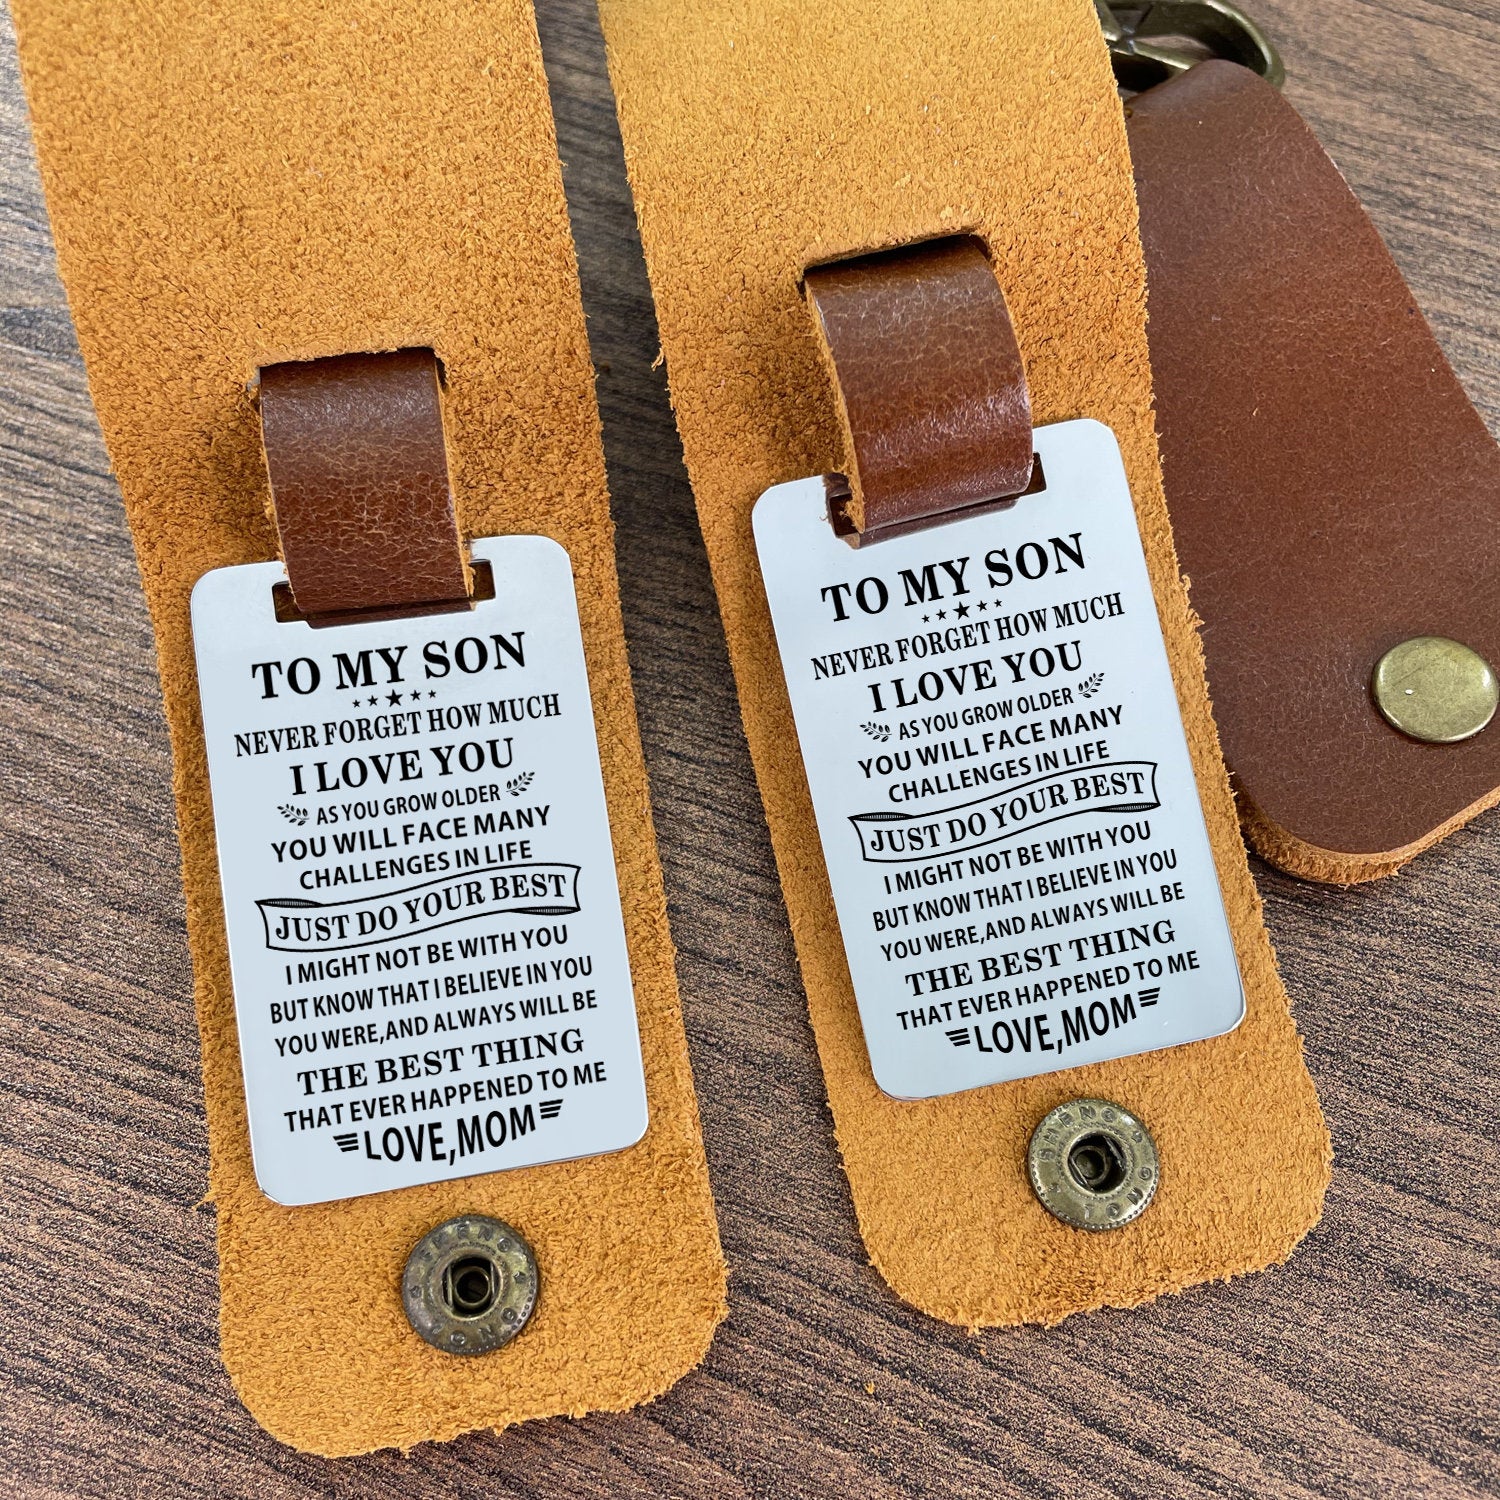 TO MY SON
NEVER FORGET HOW MUCH
I LOVE YOU
AS YOU GROW OLDER
YOU WILL FACE MANY
CHALLENGES IN LIFE
JUST DO YOUR BEST
I MIGHT NOT BE WITH YOU
BUT KNOW THAT I BELIEVE IN YOU
YOU WERE,AND ALWAYS WILL BE
THE BEST THING
THAT EVER HAPPENED TO ME
LOVE,MOM
TO MY SON
NEVER FORGET HOW MUCH
I LOVE YOU
AS YOU GROW OLDER
YOU WILL FACE MANY
CHALLENGES IN LIFE
JUST DO YOUR BEST
I MIGHT NOT BE WITH YOU
BUT KNOW THAT I BELIEVE IN YOU
YOU WERE,AND ALWAYS WILL BE
THE BEST THING
THAT EVER HAPPENED TO ME
LOVE,MOM